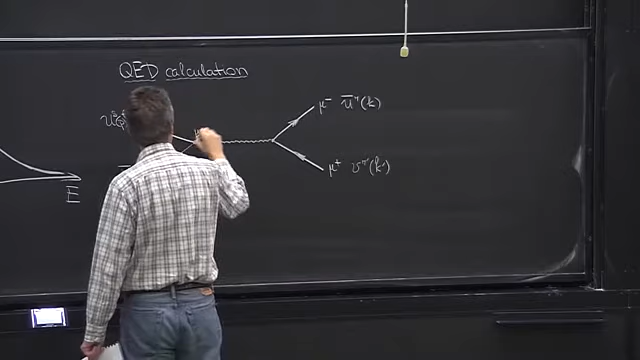 QED calculation
μ⁻ ū^r(k)
μ⁺ v^r(k')
E